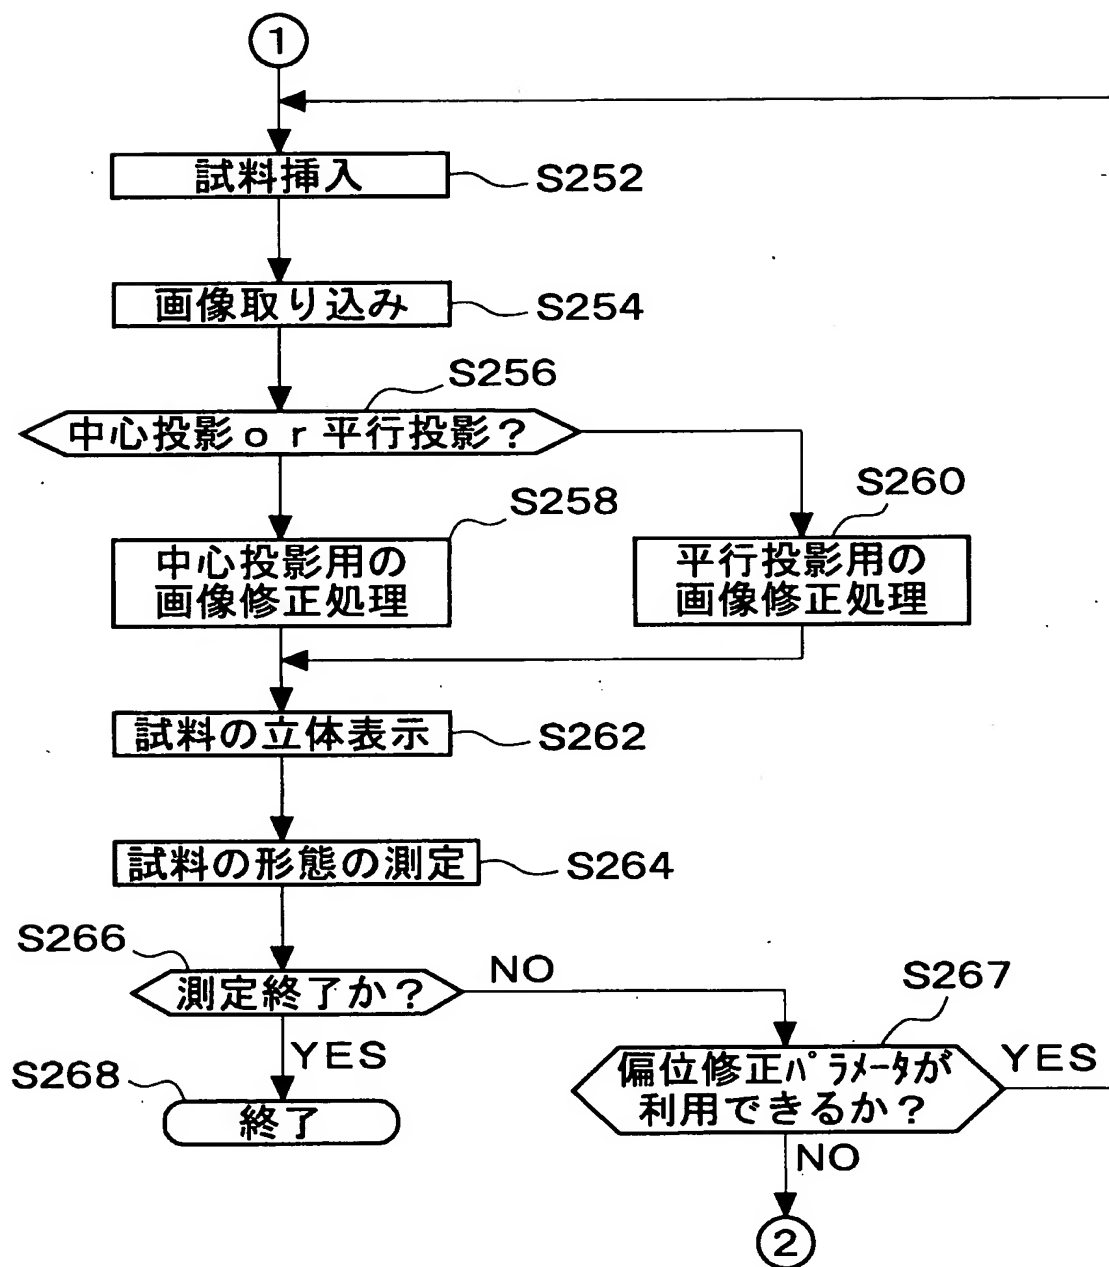 ①
試料挿入
S252
画像取り込み
S254
S256
中心投影or平行投影?
S258
中心投影用の
画像修正処理
S260
平行投影用の
画像修正処理
試料の立体表示
S262
試料の形態の測定
S264
S266
測定終了か?
NO
YES
S268
終了
S267
偏位修正パラメータが
利用できるか?
YES
NO
②